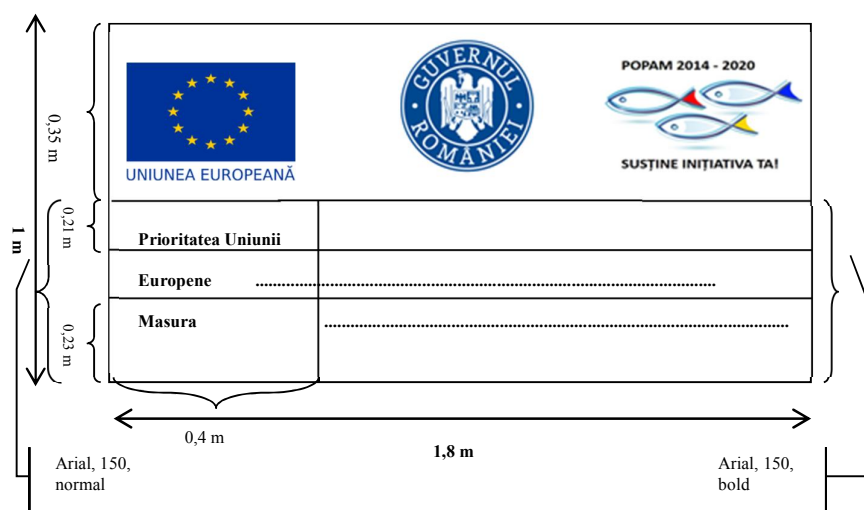 POPAM 2014 - 2020
GUVERNUL ROMÂNIEI
UNIUNEA EUROPEANĂ
SUSȚINE INIȚIATIVA TA!
0,35 m
1 m
0,21 m
Prioritatea Uniunii
Europene ................................................................................
Masura ................................................................................
0,23 m
0,4 m
1,8 m
Arial, 150,
normal
Arial, 150,
bold